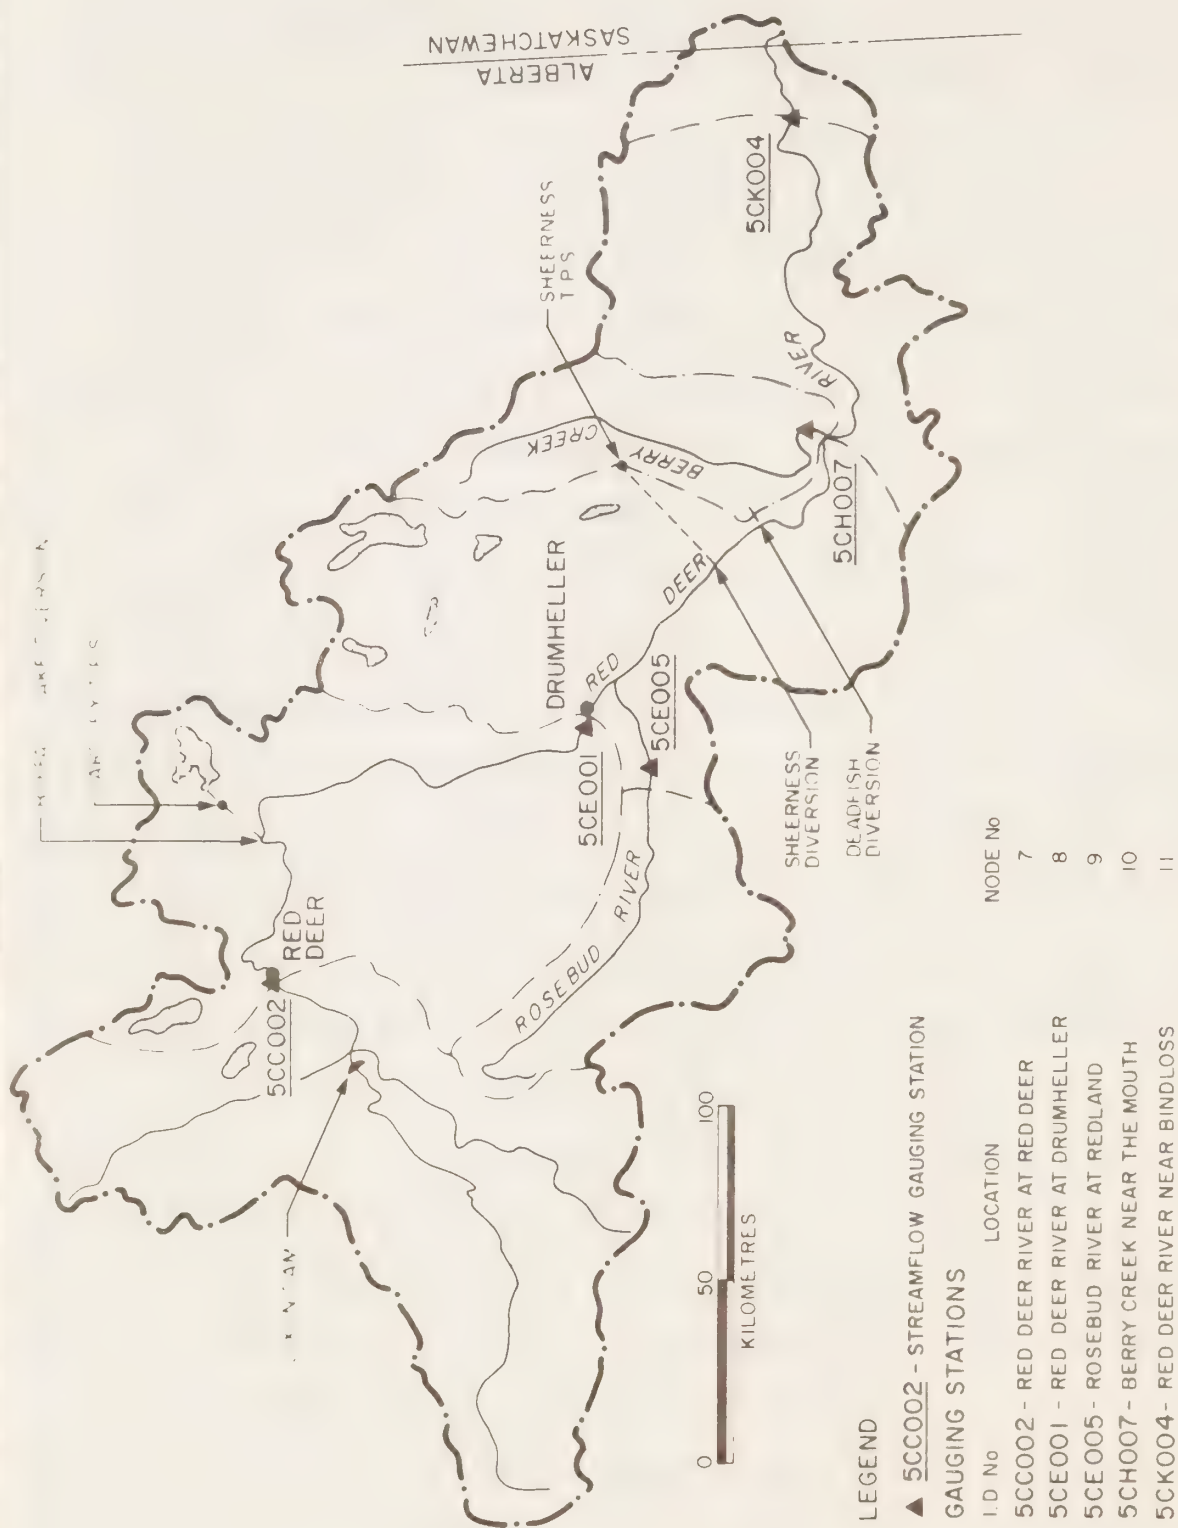 ALBERTA
SASKATCHEWAN
SHEERNESS
T P S
5CK004
RIVER
CREEK
BERRY
5CH007
DEER
DRUMHELLER
RED
5CE005
5CE001
SHEERNESS
DIVERSION
DEADFISH
DIVERSION
RED
DEER
ROSEBUD RIVER
5CC002
0 50 100
KILOMETRES
LEGEND
▲ 5CC002 - STREAMFLOW GAUGING STATION
GAUGING STATIONS
I.D No LOCATION NODE No
5CC002 - RED DEER RIVER AT RED DEER 7
5CE001 - RED DEER RIVER AT DRUMHELLER 8
5CE005 - ROSEBUD RIVER AT REDLAND 9
5CH007 - BERRY CREEK NEAR THE MOUTH 10
5CK004 - RED DEER RIVER NEAR BINDLOSS 11